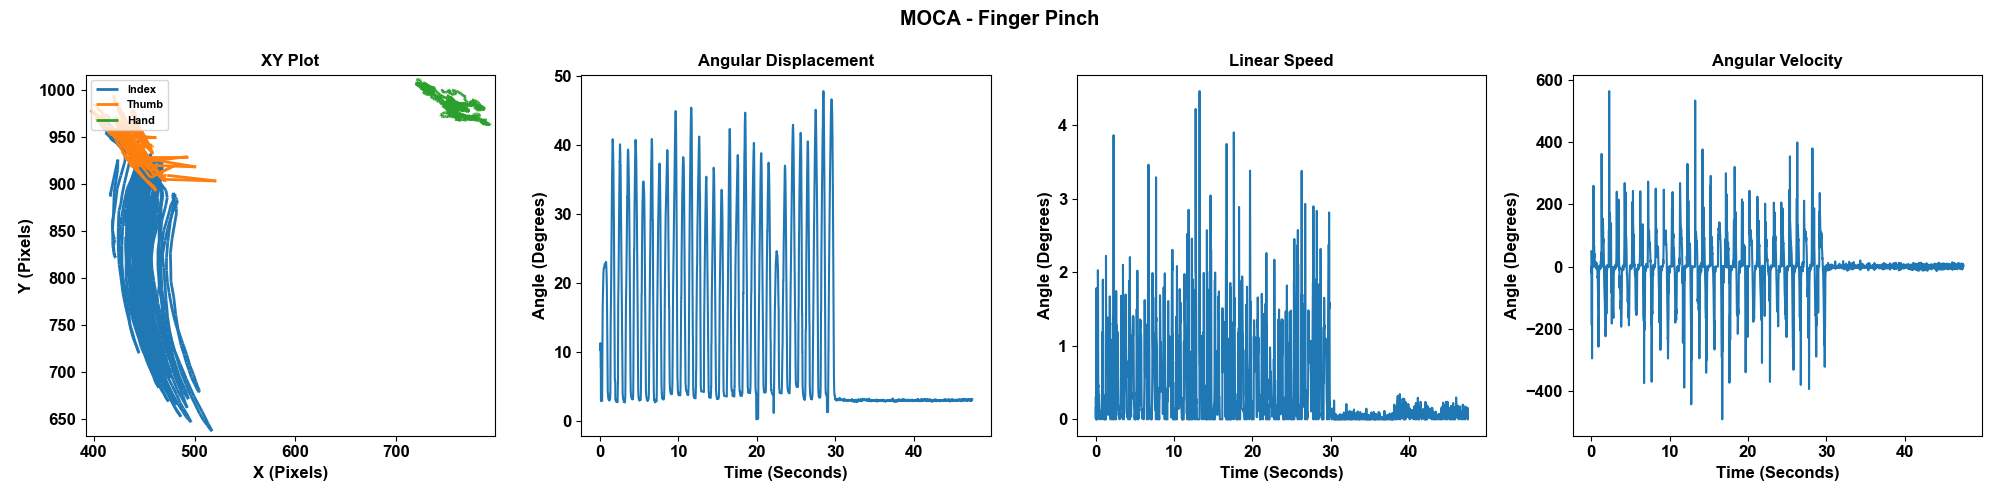 MOCA - Finger Pinch
XY Plot
Y (Pixels)
1000
950
900
850
800
750
700
650
Index
Thumb
Hand
400 500 600 700
X (Pixels)
Angular Displacement
Angle (Degrees)
50
40
30
20
10
0
0 10 20 30 40
Time (Seconds)
Linear Speed
Angle (Degrees)
4
3
2
1
0
0 10 20 30 40
Time (Seconds)
Angular Velocity
Angle (Degrees)
600
400
200
0
−200
−400
0 10 20 30 40
Time (Seconds)